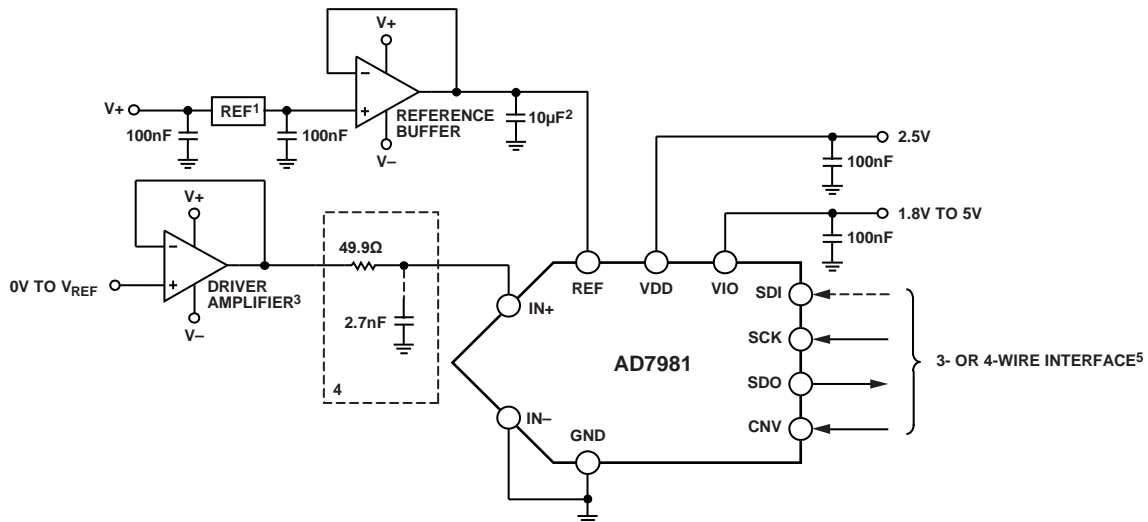 V+
V+
REF1
100nF
100nF
−
+
REFERENCE
BUFFER
V−
10µF2
2.5V
100nF
1.8V TO 5V
100nF
V+
−
+
0V TO VREF
DRIVER
AMPLIFIER3
V−
49.9Ω
2.7nF
4
REF
VDD
VIO
IN+
IN−
GND
AD7981
SDI
SCK
SDO
CNV
3- OR 4-WIRE INTERFACE5